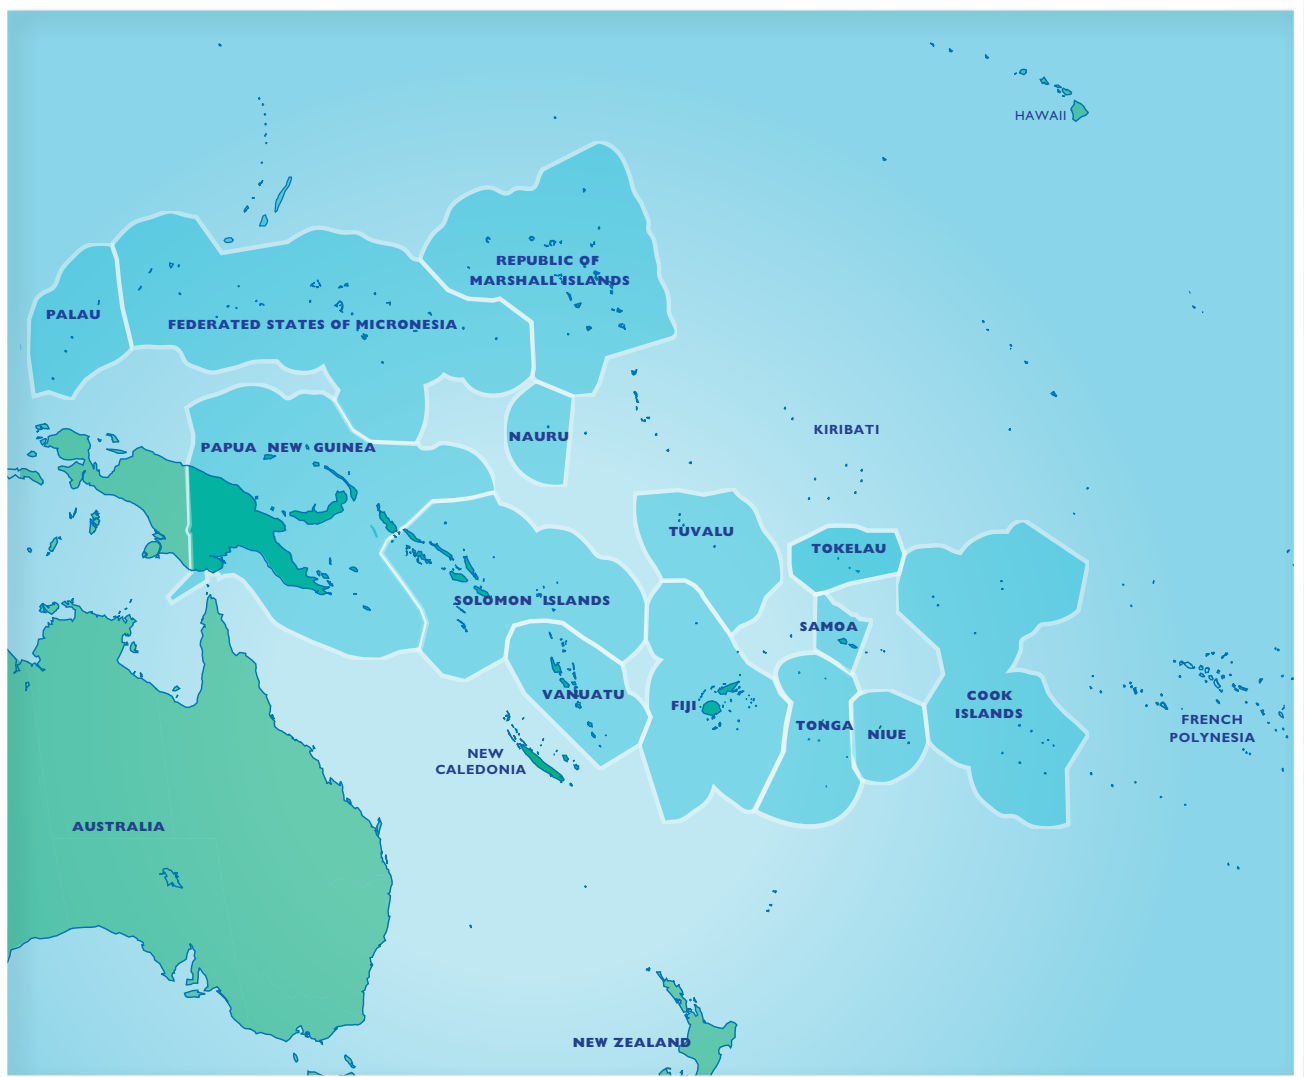 HAWAII
REPUBLIC OF
MARSHALL ISLANDS
PALAU
FEDERATED STATES OF MICRONESIA
KIRIBATI
NAURU
PAPUA NEW GUINEA
TUVALU
TOKELAU
SOLOMON ISLANDS
SAMOA
VANUATU
COOK
ISLANDS
FIJI
TONGA
NIUE
FRENCH
POLYNESIA
NEW
CALEDONIA
AUSTRALIA
NEW ZEALAND